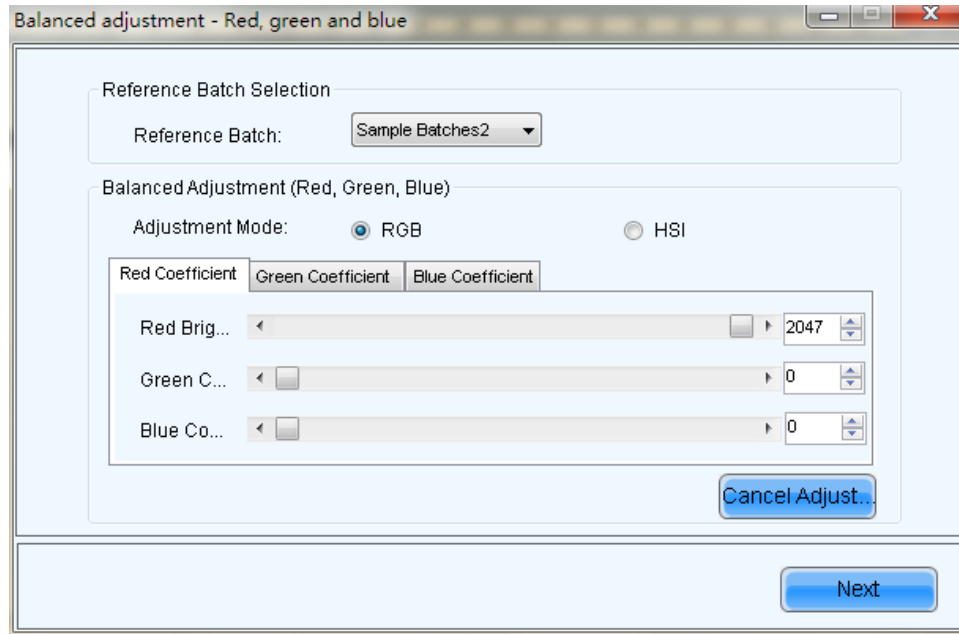 Balanced adjustment - Red, green and blue
Reference Batch Selection
Reference Batch: Sample Batches2
Balanced Adjustment (Red, Green, Blue)
Adjustment Mode: RGB HSI
Red Coefficient Green Coefficient Blue Coefficient
Red Brig... 2047
Green C... 0
Blue Co... 0
Cancel Adjust...
Next